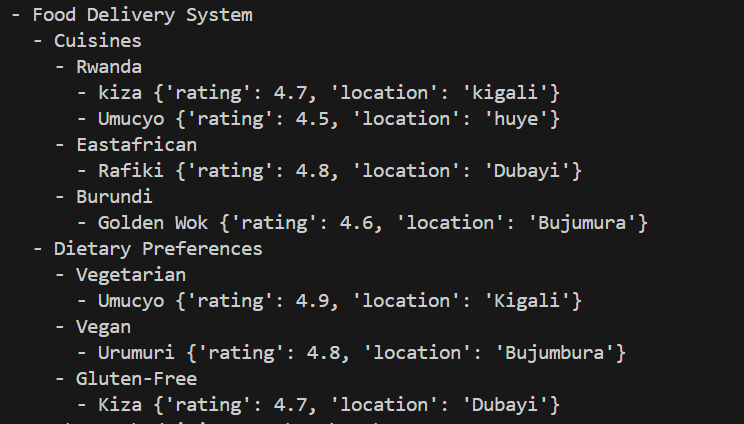 - Food Delivery System
- Cuisines
- Rwanda
- kiza {'rating': 4.7, 'location': 'kigali'}
- Umucyo {'rating': 4.5, 'location': 'huye'}
- Eastafrican
- Rafiki {'rating': 4.8, 'location': 'Dubayi'}
- Burundi
- Golden Wok {'rating': 4.6, 'location': 'Bujumura'}
- Dietary Preferences
- Vegetarian
- Umucyo {'rating': 4.9, 'location': 'Kigali'}
- Vegan
- Urumuri {'rating': 4.8, 'location': 'Bujumbura'}
- Gluten-Free
- Kiza {'rating': 4.7, 'location': 'Dubayi'}